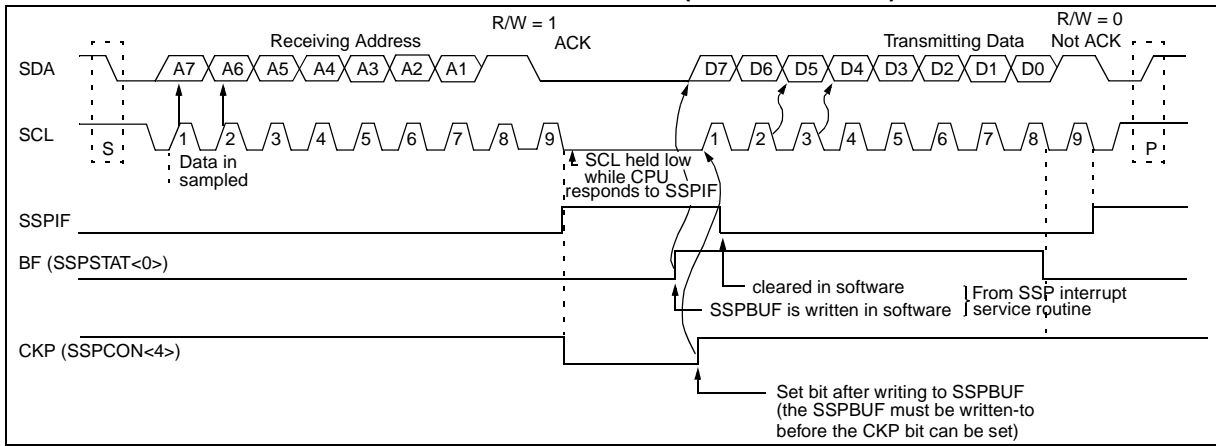 R/W = 1
R/W = 0
Receiving Address
ACK
Transmitting Data
Not ACK
SDA
A7 A6 A5 A4 A3 A2 A1
D7 D6 D5 D4 D3 D2 D1 D0
SCL
S
1 2 3 4 5 6 7 8 9
1 2 3 4 5 6 7 8 9
P
Data in
sampled
SCL held low
while CPU
responds to SSPIF
SSPIF
BF (SSPSTAT<0>)
cleared in software
SSPBUF is written in software
From SSP interrupt
service routine
CKP (SSPCON<4>)
Set bit after writing to SSPBUF
(the SSPBUF must be written-to
before the CKP bit can be set)